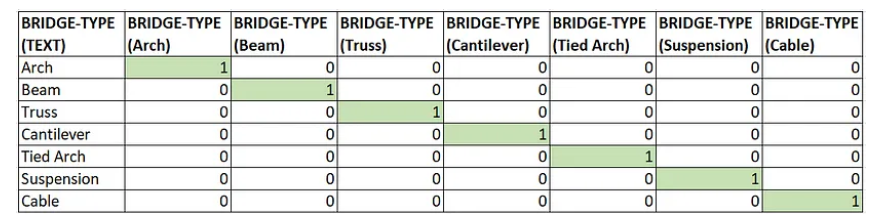 BRIDGE-TYPE BRIDGE-TYPE BRIDGE-TYPE BRIDGE-TYPE BRIDGE-TYPE BRIDGE-TYPE BRIDGE-TYPE BRIDGE-TYPE
(TEXT) (Arch) (Beam) (Truss) (Cantilever) (Tied Arch) (Suspension) (Cable)
Arch 1 0 0 0 0 0 0
Beam 0 1 0 0 0 0 0
Truss 0 0 1 0 0 0 0
Cantilever 0 0 0 1 0 0 0
Tied Arch 0 0 0 0 1 0 0
Suspension 0 0 0 0 0 1 0
Cable 0 0 0 0 0 0 1